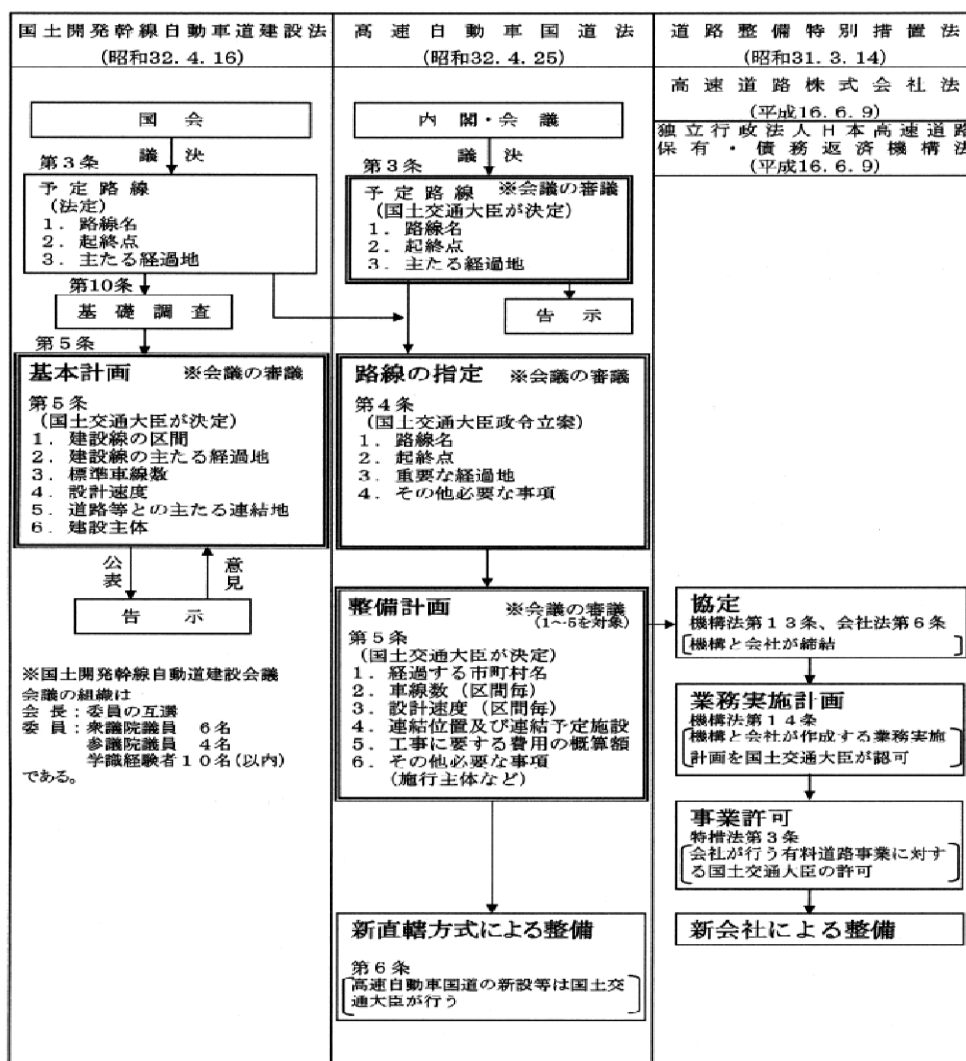 国土開発幹線自動車道建設法
(昭和32.4.16)
国会
議決
第3条
予定路線
(法定)
1.路線名
2.起終点
3.主たる経過地
第10条
基礎調査
第5条
基本計画 ※会議の審議
第5条
(国土交通大臣が決定)
1.建設線の区間
2.建設線の主たる経過地
3.標準車線数
4.設計速度
5.道路等との主たる連結地
6.建設主体
公表
意見
告示
※国土開発幹線自動道建設会議
会議の組織は
会長:委員の互選
委員:衆議院議員 6名
参議院議員 4名
学識経験者10名(以内)
である。
高速自動車国道法
(昭和32.4.25)
内閣・会議
議決
第3条
予定路線 ※会議の審議
(国土交通大臣が決定)
1.路線名
2.起終点
3.主たる経過地
告示
路線の指定 ※会議の審議
第4条
(国土交通大臣政令立案)
1.路線名
2.起終点
3.重要な経過地
4.その他必要な事項
整備計画 ※会議の審議
(1~5を対象)
第5条
(国土交通大臣が決定)
1.経過する市町村名
2.車線数(区間毎)
3.設計速度(区間毎)
4.連結位置及び連結予定施設
5.工事に要する費用の概算額
6.その他必要な事項
(施行主体など)
新直轄方式による整備
第6条
高速自動車国道の新設等は国土交
通大臣が行う
道路整備特別措置法
(昭和31.3.14)
高速道路株式会社法
(平成16.6.9)
独立行政法人日本高速道路
保有・債務返済機構法
(平成16.6.9)
協定
機構法第13条、会社法第6条
機構と会社が締結
業務実施計画
機構法第14条
機構と会社が作成する業務実施
計画を国土交通大臣が認可
事業許可
特措法第3条
会社が行う有料道路事業に対す
る国土交通大臣の許可
新会社による整備